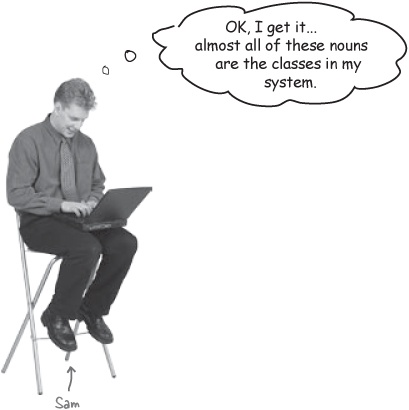 OK, I get it...
almost all of these nouns
are the classes in my
system.
Sam